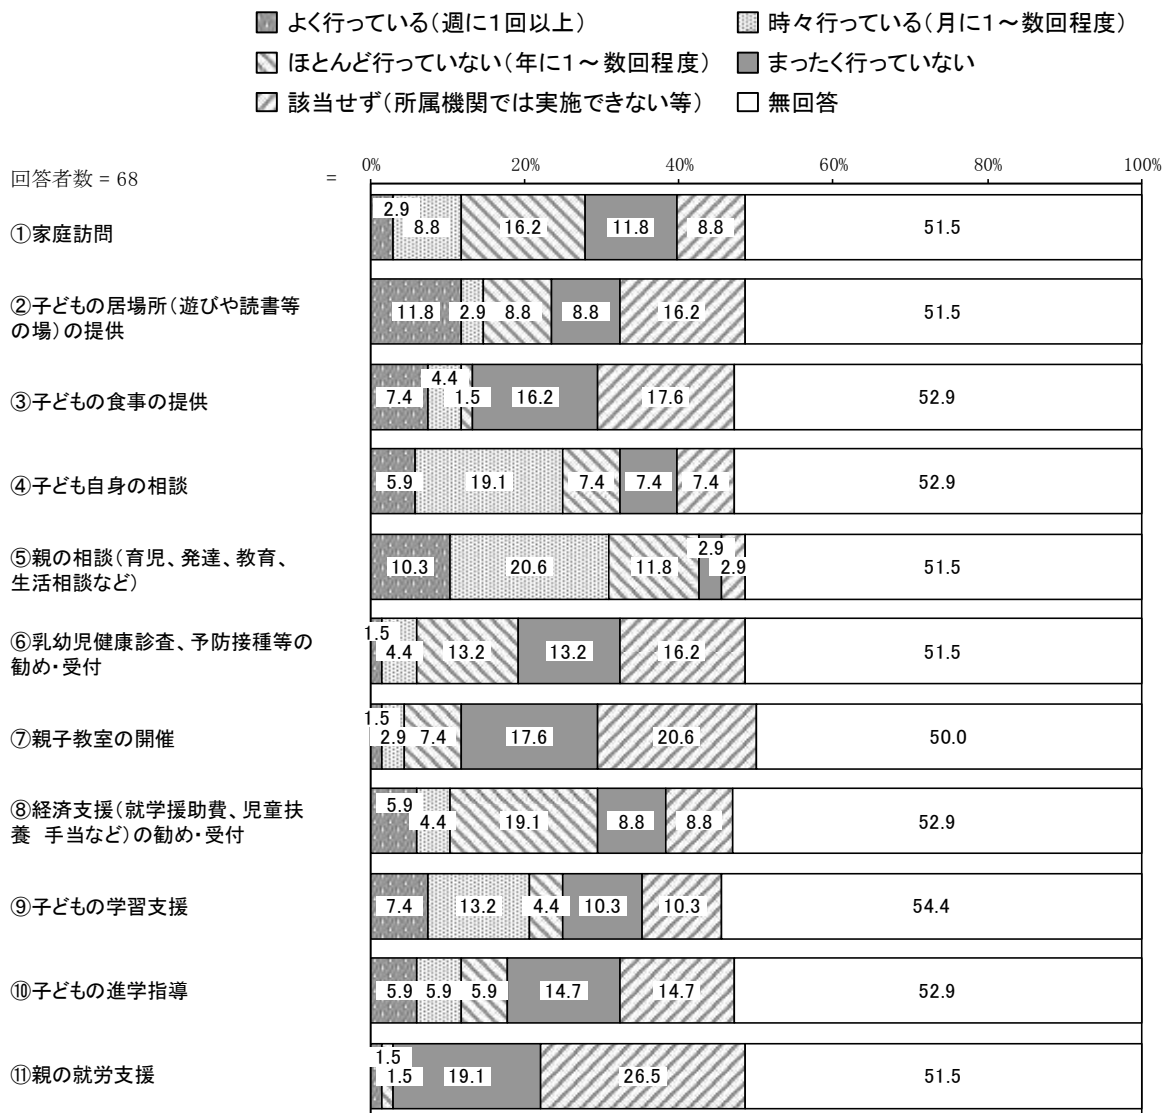 よく行っている(週に1回以上) 時々行っている(月に1~数回程度)
ほとんど行っていない(年に1~数回程度) まったく行っていない
該当せず(所属機関では実施できない等) 無回答
0% 20% 40% 60% 80% 100%
回答者数 = 68 =
①家庭訪問
2.9 8.8 16.2 11.8 8.8 51.5
②子どもの居場所(遊びや読書等
の場)の提供
11.8 2.9 8.8 8.8 16.2 51.5
③子どもの食事の提供
7.4 4.4 1.5 16.2 17.6 52.9
④子ども自身の相談
5.9 19.1 7.4 7.4 7.4 52.9
⑤親の相談(育児、発達、教育、
生活相談など)
10.3 20.6 11.8 2.9 2.9 51.5
⑥乳幼児健康診査、予防接種等の
勧め・受付
1.5 4.4 13.2 13.2 16.2 51.5
⑦親子教室の開催
1.5 2.9 7.4 17.6 20.6 50.0
⑧経済支援(就学援助費、児童扶
養 手当など)の勧め・受付
5.9 4.4 19.1 8.8 8.8 52.9
⑨子どもの学習支援
7.4 13.2 4.4 10.3 10.3 54.4
⑩子どもの進学指導
5.9 5.9 5.9 14.7 14.7 52.9
⑪親の就労支援
1.5 1.5 19.1 26.5 51.5